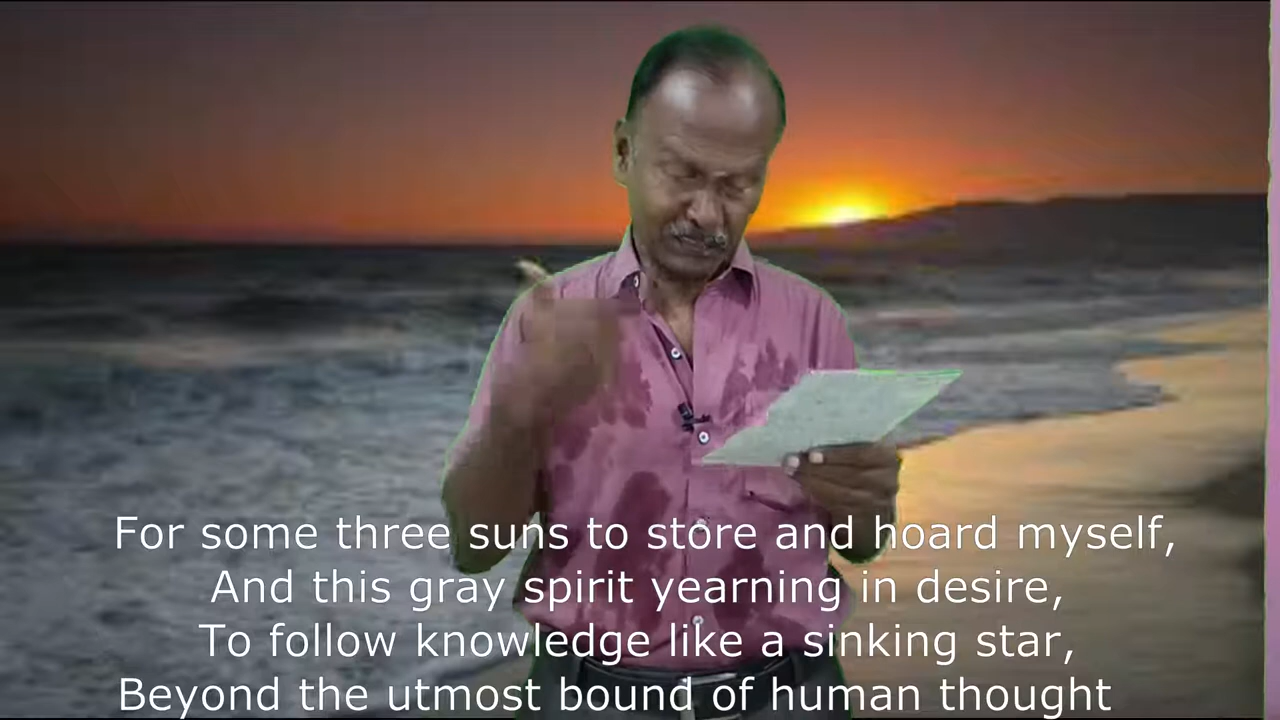 For some three suns to store and hoard myself,
And this gray spirit yearning in desire,
To follow knowledge like a sinking star,
Beyond the utmost bound of human thought